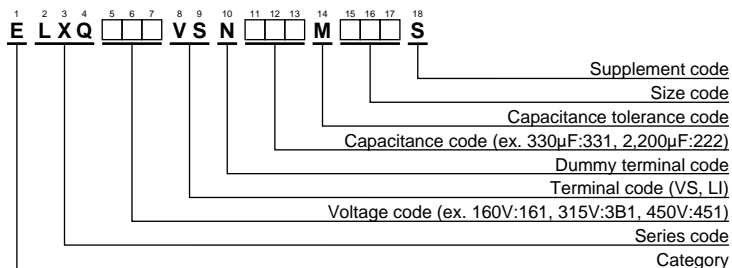 1 2 3 4 5 6 7 8 9 10 11 12 13 14 15 16 17 18
E L X Q □□□ V S N □□□ M □□□ S
Supplement code
Size code
Capacitance tolerance code
Capacitance code (ex. 330µF:331, 2,200µF:222)
Dummy terminal code
Terminal code (VS, LI)
Voltage code (ex. 160V:161, 315V:3B1, 450V:451)
Series code
Category